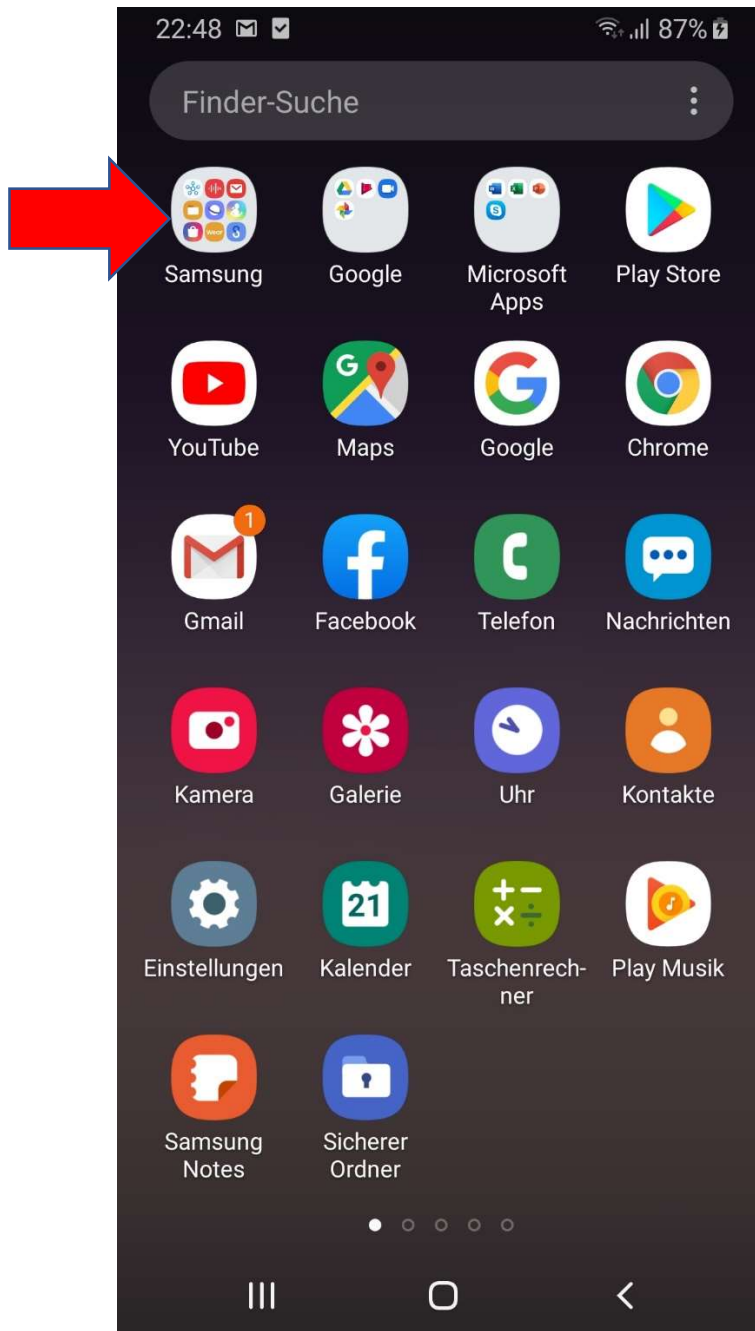 22:48 87%
Finder-Suche
Samsung Google Microsoft Apps Play Store
YouTube Maps Google Chrome
1
Gmail Facebook Telefon Nachrichten
Kamera Galerie Uhr Kontakte
21
Einstellungen Kalender Taschenrech-
ner Play Musik
Samsung Notes Sicherer Ordner